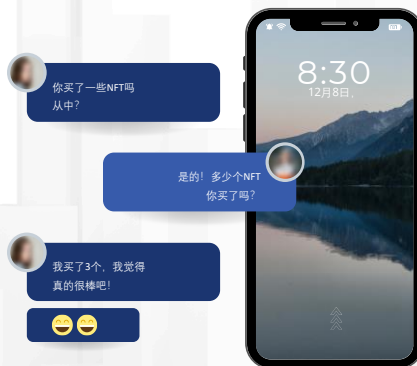 你买了一些NFT吗
从中？
8:30
12月8日，
是的！多少个NFT
你买了吗？
我买了3个，我觉得
真的很棒吧！